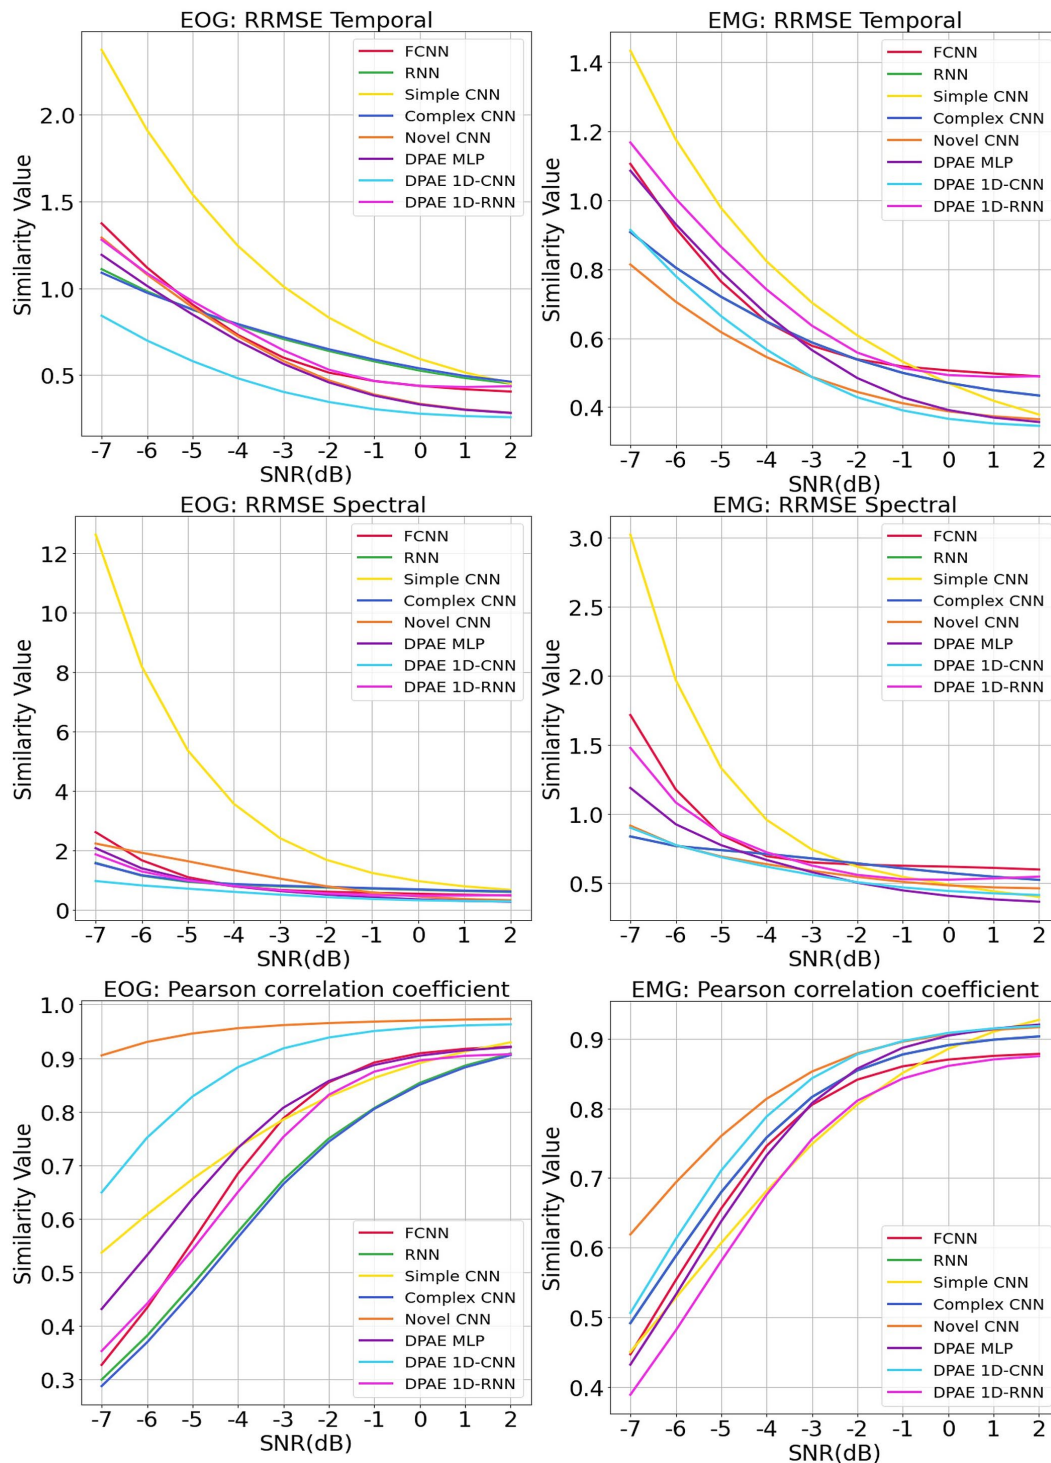 EOG: RRMSE Temporal
Similarity Value
2.0
1.5
1.0
0.5
FCNN
RNN
Simple CNN
Complex CNN
Novel CNN
DPAE MLP
DPAE 1D-CNN
DPAE 1D-RNN
-7 -6 -5 -4 -3 -2 -1 0 1 2
SNR(dB)
EMG: RRMSE Temporal
Similarity Value
1.4
1.2
1.0
0.8
0.6
0.4
FCNN
RNN
Simple CNN
Complex CNN
Novel CNN
DPAE MLP
DPAE 1D-CNN
DPAE 1D-RNN
-7 -6 -5 -4 -3 -2 -1 0 1 2
SNR(dB)
EOG: RRMSE Spectral
Similarity Value
12
10
8
6
4
2
0
FCNN
RNN
Simple CNN
Complex CNN
Novel CNN
DPAE MLP
DPAE 1D-CNN
DPAE 1D-RNN
-7 -6 -5 -4 -3 -2 -1 0 1 2
SNR(dB)
EMG: RRMSE Spectral
Similarity Value
3.0
2.5
2.0
1.5
1.0
0.5
FCNN
RNN
Simple CNN
Complex CNN
Novel CNN
DPAE MLP
DPAE 1D-CNN
DPAE 1D-RNN
-7 -6 -5 -4 -3 -2 -1 0 1 2
SNR(dB)
EOG: Pearson correlation coefficient
Similarity Value
1.0
0.9
0.8
0.7
0.6
0.5
0.4
0.3
FCNN
RNN
Simple CNN
Complex CNN
Novel CNN
DPAE MLP
DPAE 1D-CNN
DPAE 1D-RNN
-7 -6 -5 -4 -3 -2 -1 0 1 2
SNR(dB)
EMG: Pearson correlation coefficient
Similarity Value
0.9
0.8
0.7
0.6
0.5
0.4
FCNN
RNN
Simple CNN
Complex CNN
Novel CNN
DPAE MLP
DPAE 1D-CNN
DPAE 1D-RNN
-7 -6 -5 -4 -3 -2 -1 0 1 2
SNR(dB)